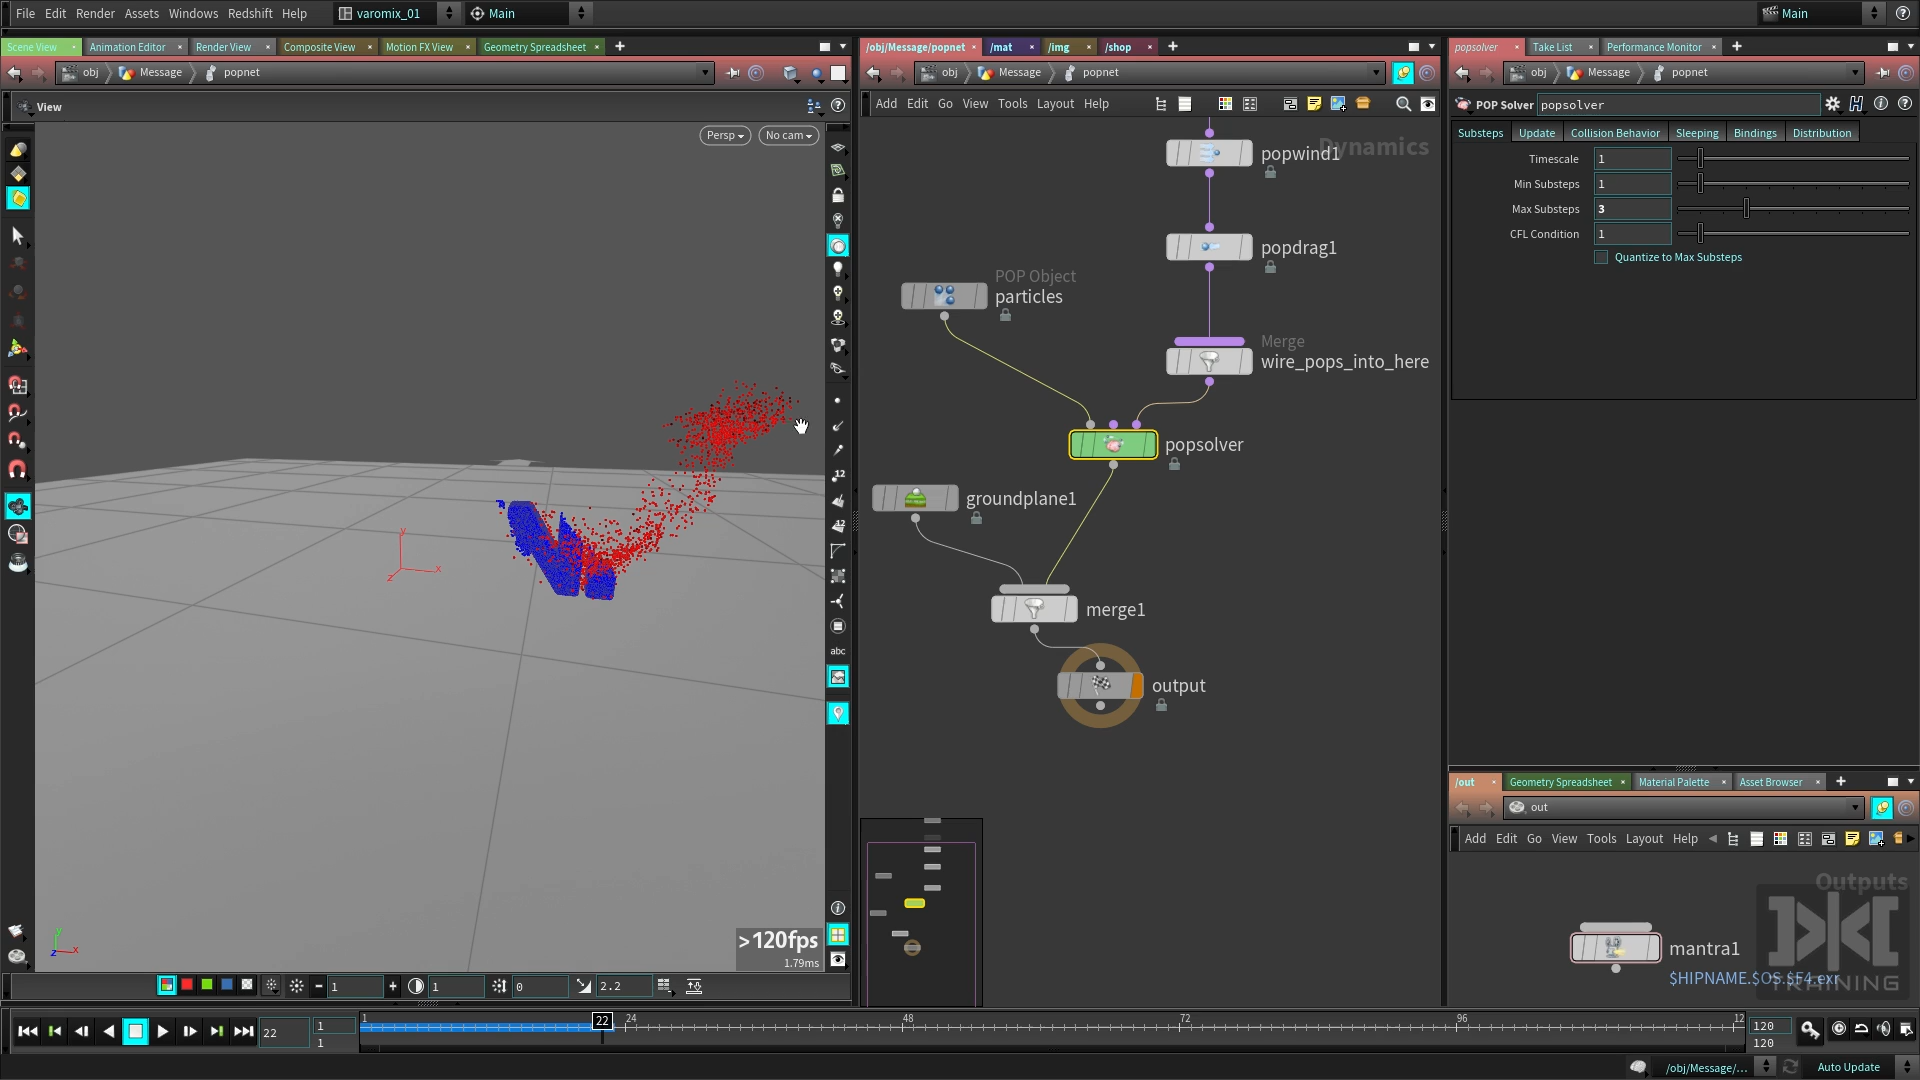 File Edit Render Assets Windows Redshift Help varomix_01 Main Main
Scene View Animation Editor Render View Composite View Motion FX View Geometry Spreadsheet
/obj/Message/popnet /mat /img /shop
popsolver Take List Performance Monitor
obj Message popnet
obj Message popnet
obj Message popnet
View
Add Edit Go View Tools Layout Help
POP Solver popsolver
Persp No cam
Substeps Update Collision Behavior Sleeping Bindings Distribution
Timescale 1
Min Substeps 1
Max Substeps 3
CFL Condition 1
Quantize to Max Substeps
Dynamics
popwind1
popdrag1
POP Object
particles
Merge
wire_pops_into_here
popsolver
groundplane1
merge1
output
y
x
z
12
12
abc
>120fps
1.79ms
y
z x
1 1 0 2.2
/out Geometry Spreadsheet Material Palette Asset Browser
out
Add Edit Go View Tools Layout Help
Outputs
mantra1
$HIPNAME.$OS.$F4.exr
TRAINING
22 1 1
1 22 24 48 72 96 12
120
120
/obj/Message/... Auto Update